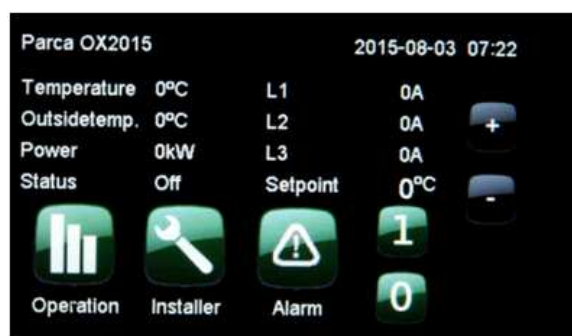 Parca OX2015 2015-08-03 07:22
Temperature 0ºC L1 0A
Outsidetemp. 0ºC L2 0A +
Power 0kW L3 0A
Status Off Setpoint 0ºC -
1
0
Operation Installer Alarm